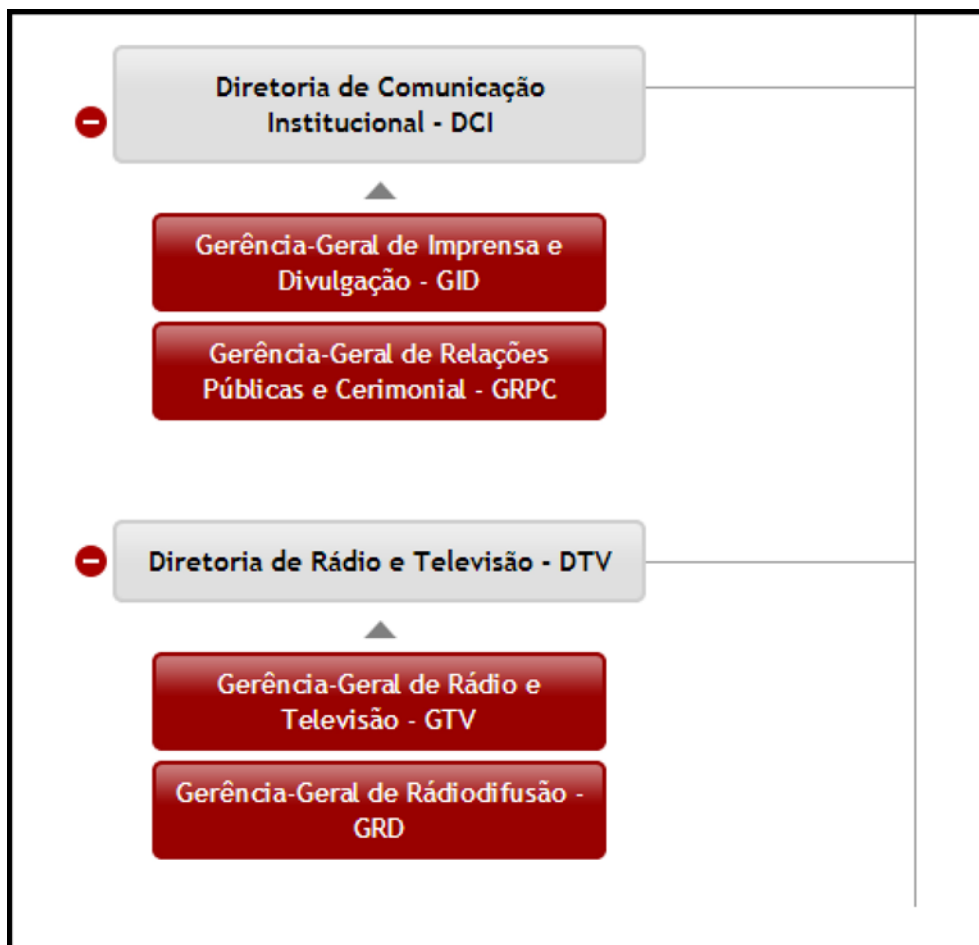 Diretoria de Comunicação
Institucional - DCI
Gerência-Geral de Imprensa e
Divulgação - GID
Gerência-Geral de Relações
Públicas e Cerimonial - GRPC
Diretoria de Rádio e Televisão - DTV
Gerência-Geral de Rádio e
Televisão - GTV
Gerência-Geral de Rádiodifusão -
GRD